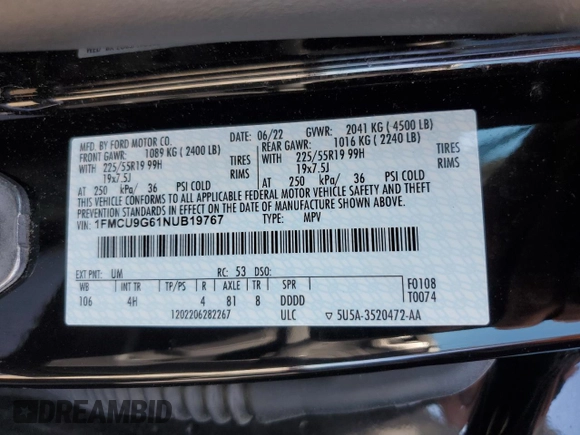 MFD. BY FORD MOTOR CO. DATE: 06/22 GVWR: 2041 KG ( 4500 LB)
FRONT GAWR: 1089 KG ( 2400 LB) REAR GAWR: 1016 KG ( 2240 LB)
225/55R19 99H TIRES 225/55R19 99H TIRES
19x7.5J RIMS 19x7.5J RIMS
AT 250 kPa/ 36 PSI COLD AT 250 kPa/ 36 PSI COLD
THIS VEHICLE CONFORMS TO ALL APPLICABLE FEDERAL MOTOR VEHICLE SAFETY AND THEFT
PREVENTION STANDARDS IN EFFECT ON THE DATE OF MANUFACTURE SHOWN ABOVE.
VIN: 1FMCU9G61NUB19767 TYPE: MPV
EXT PNT: UM RC: 53 DSO:
WB INT TR TP/PS R AXLE TR SPR F0108
106 4H 4 81 8 DDDD T0074
1202206282267 ULC ▽ 5U5A-3520472-AA
DREAMBID